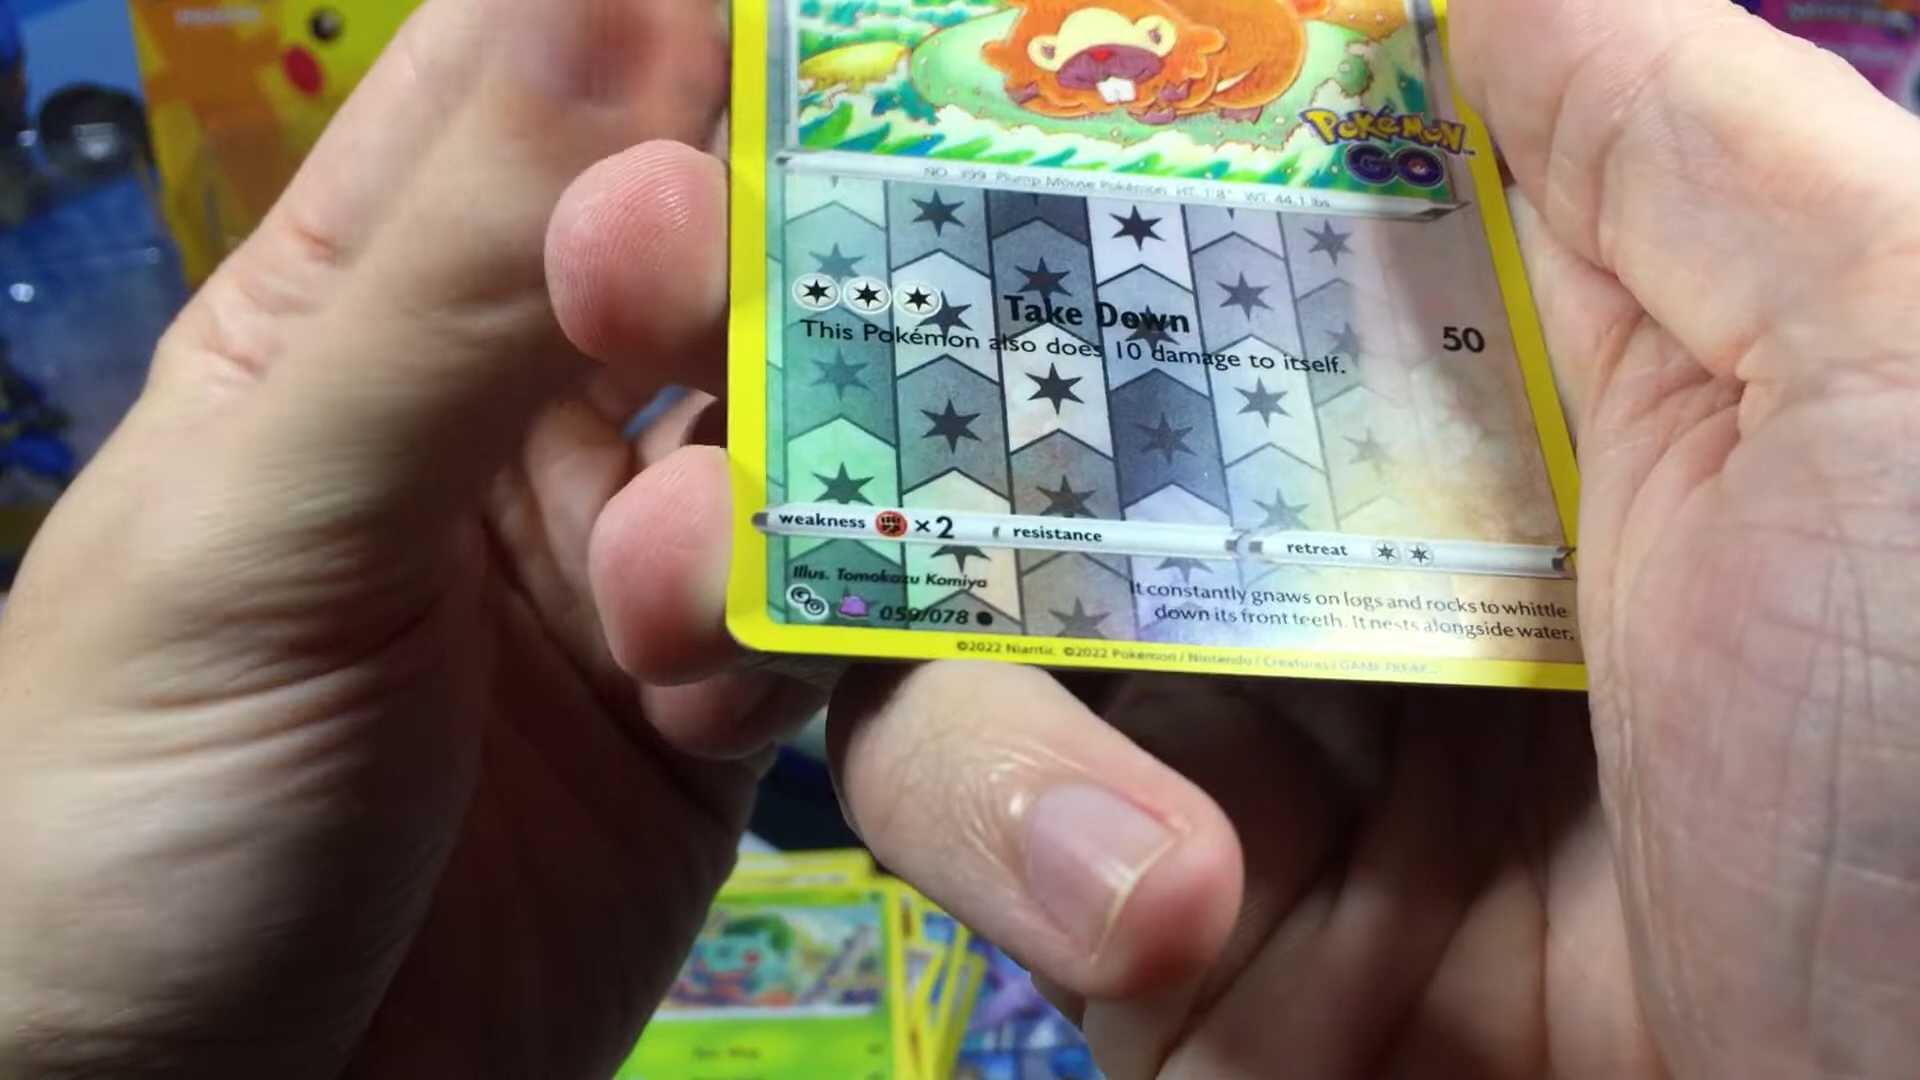 POKéMON
GO
NO. 399 Plump Mouse Pokémon HT. 1'8" WT. 44.1 lbs
Take Down 50
This Pokémon also does 10 damage to itself.
weakness ×2 resistance retreat
Illus. Tomokazu Komiya
059/078
It constantly gnaws on logs and rocks to whittle
down its front teeth. It nests alongside water.
©2022 Niantic. ©2022 Pokémon / Nintendo / Creatures / GAME FREAK.